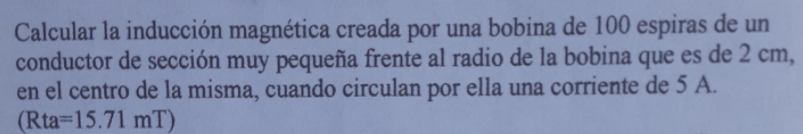 Calcular la inducción magnética creada por una bobina de 100 espiras de un
conductor de sección muy pequeña frente al radio de la bobina que es de 2 cm,
en el centro de la misma, cuando circulan por ella una corriente de 5 A.
(Rta=15.71 mT)